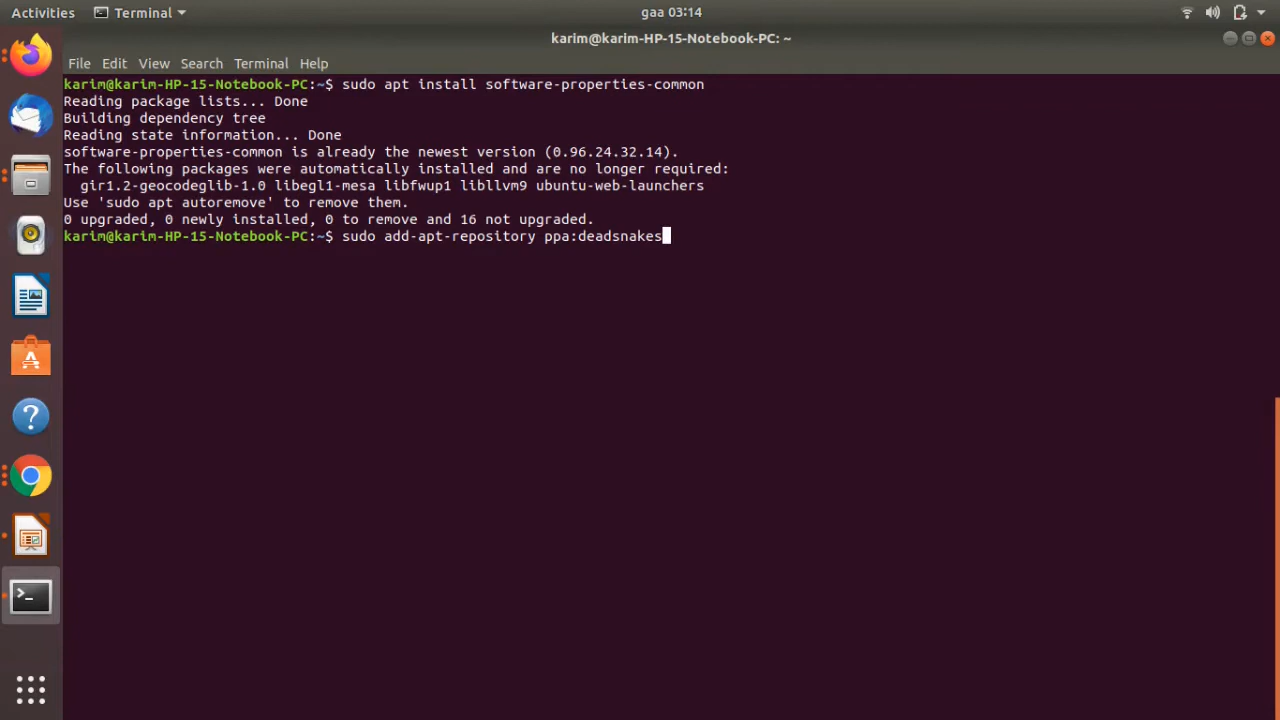 Activities Terminal gaa 03:14
karim@karim-HP-15-Notebook-PC: ~
File Edit View Search Terminal Help
karim@karim-HP-15-Notebook-PC:~$ sudo apt install software-properties-common
Reading package lists... Done
Building dependency tree
Reading state information... Done
software-properties-common is already the newest version (0.96.24.32.14).
The following packages were automatically installed and are no longer required:
  gir1.2-geocodeglib-1.0 libegl1-mesa libfwup1 libllvm9 ubuntu-web-launchers
Use 'sudo apt autoremove' to remove them.
0 upgraded, 0 newly installed, 0 to remove and 16 not upgraded.
karim@karim-HP-15-Notebook-PC:~$ sudo add-apt-repository ppa:deadsnakes